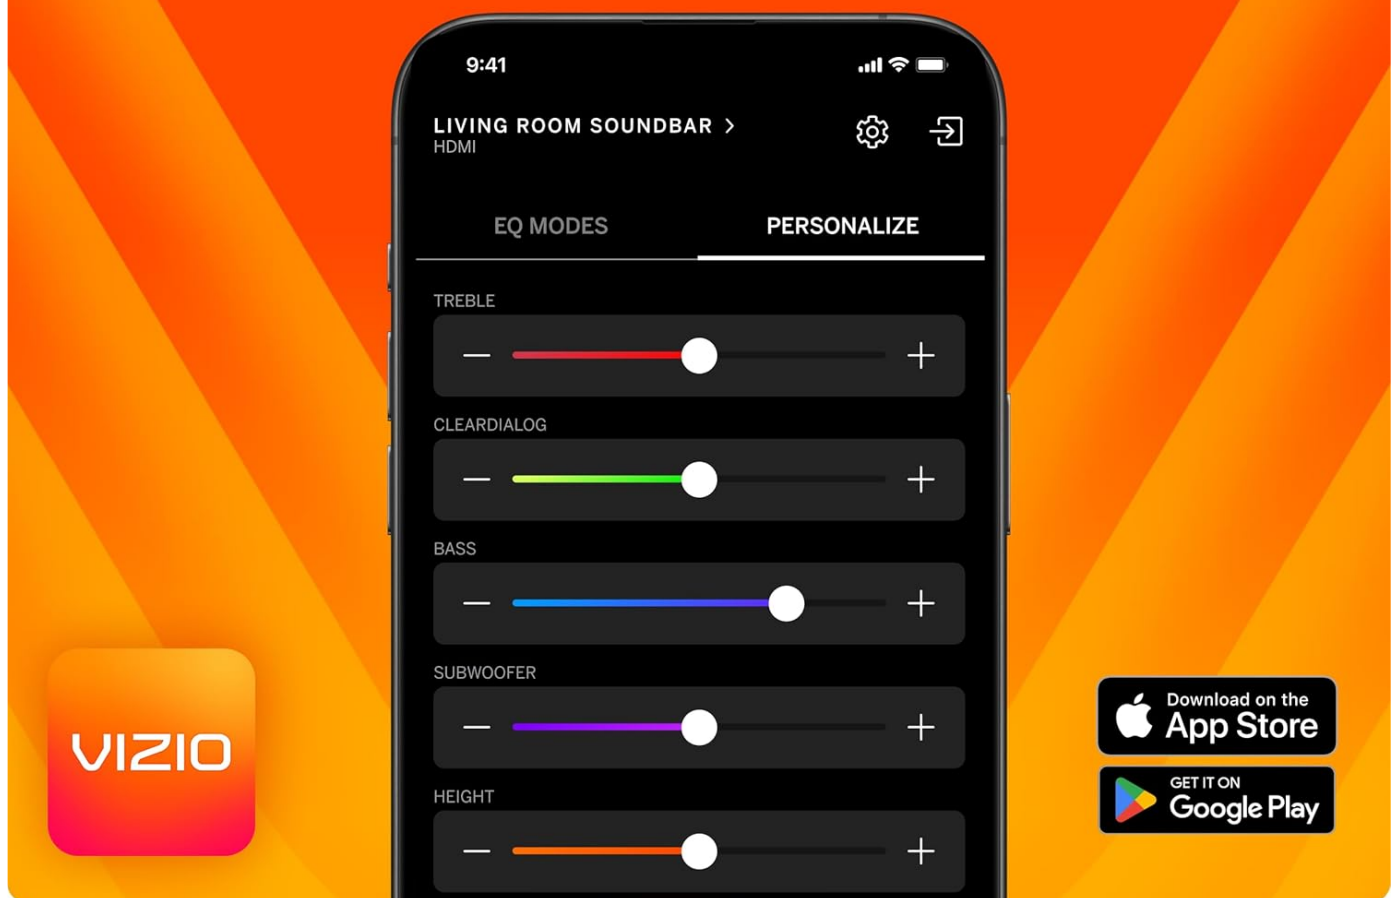 9:41
LIVING ROOM SOUNDBAR >
HDMI
EQ MODES
PERSONALIZE
TREBLE
CLEARDIALOG
BASS
SUBWOOFER
HEIGHT
VIZIO
Download on the
App Store
GET IT ON
Google Play